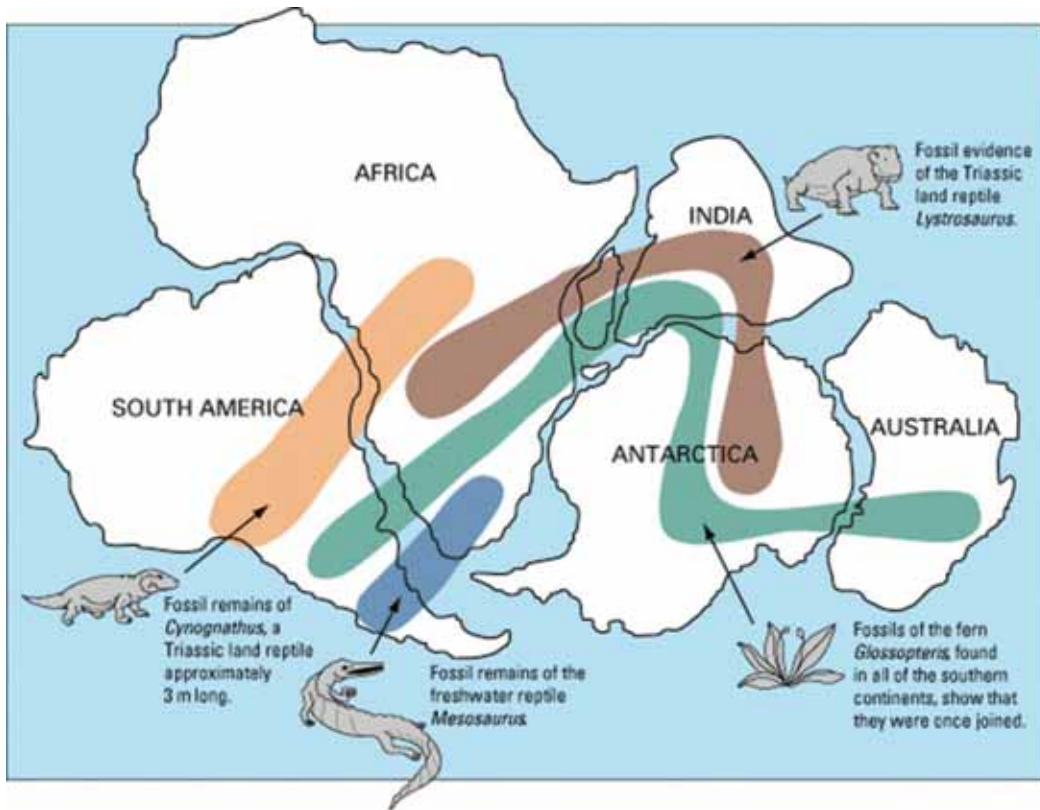 AFRICA
INDIA
Fossil evidence
of the Triassic
land reptile
Lystrosaurus.
SOUTH AMERICA
ANTARCTICA
AUSTRALIA
Fossil remains of
Cynognathus, a
Triassic land reptile
approximately
3 m long.
Fossil remains of the
freshwater reptile
Mesosaurus.
Fossils of the fern
Glossopteris, found
in all of the southern
continents, show that
they were once joined.